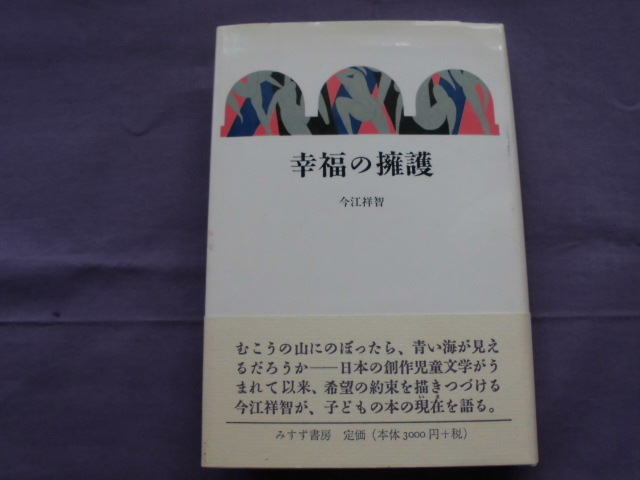 幸福の擁護
今江祥智
むこうの山にのぼったら、青い海が見え
るだろうか──日本の創作児童文学がう
まれて以来、希望の約束を描きつづける
今江祥智が、子どもの本の現在を語る。
みすず書房　定価（本体3000円＋税）